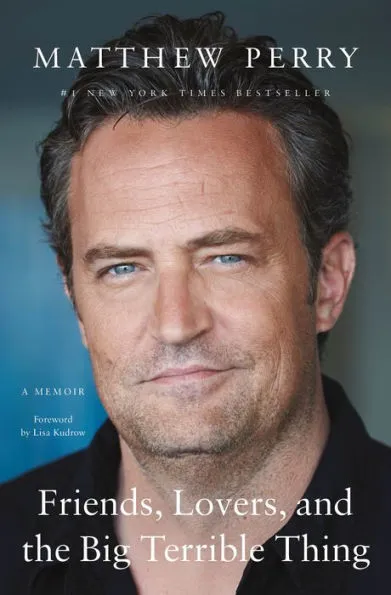 MATTHEW PERRY
#1 NEW YORK TIMES BESTSELLER
A MEMOIR
Foreword
by Lisa Kudrow
Friends, Lovers, and
the Big Terrible Thing